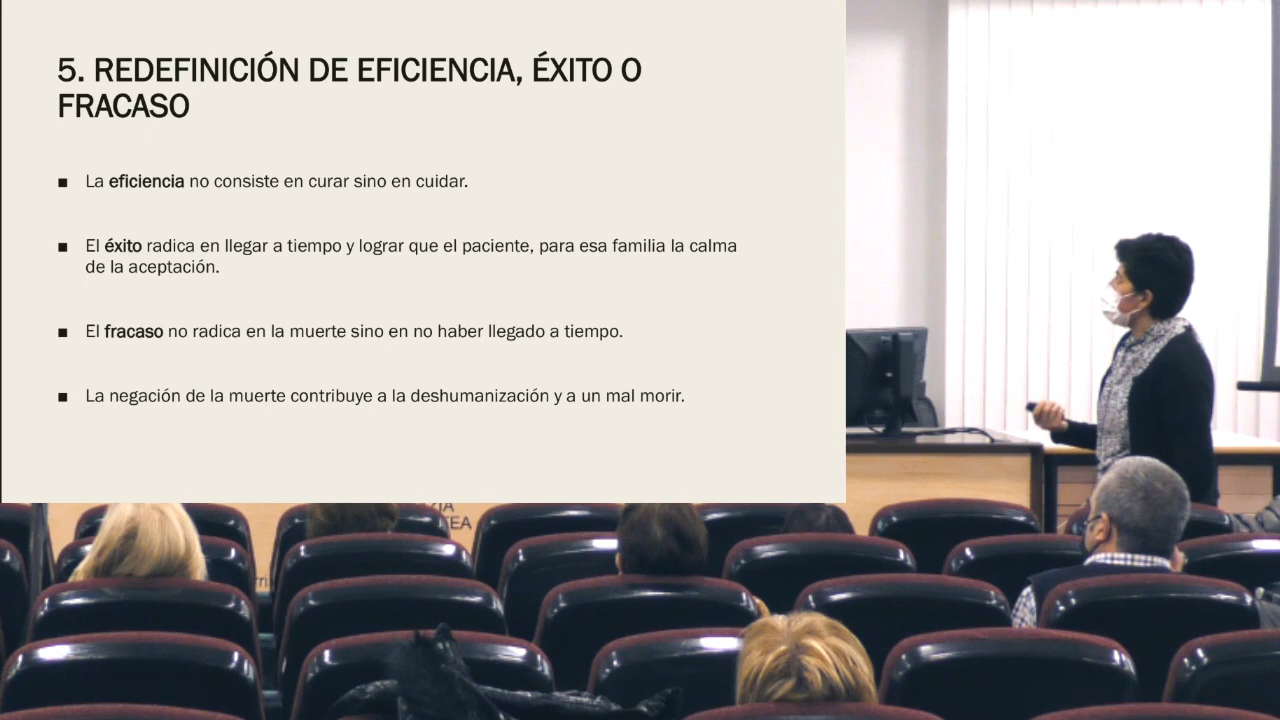 5. REDEFINICIÓN DE EFICIENCIA, ÉXITO O
FRACASO
■ La eficiencia no consiste en curar sino en cuidar.
■ El éxito radica en llegar a tiempo y lograr que el paciente, para esa familia la calma
de la aceptación.
■ El fracaso no radica en la muerte sino en no haber llegado a tiempo.
■ La negación de la muerte contribuye a la deshumanización y a un mal morir.